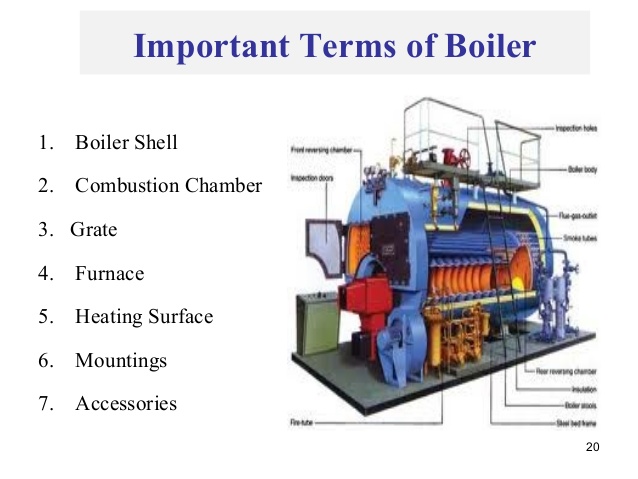 Important Terms of Boiler
1. Boiler Shell
2. Combustion Chamber
3. Grate
4. Furnace
5. Heating Surface
6. Mountings
7. Accessories
Inspection holes
Front reversing chamber
Boiler body
Inspection doors
Flue-gas-outlet
Smoke tubes
Rear reversing chamber
Insulation
Boiler stools
Fire-tube
Steel bed frame
20